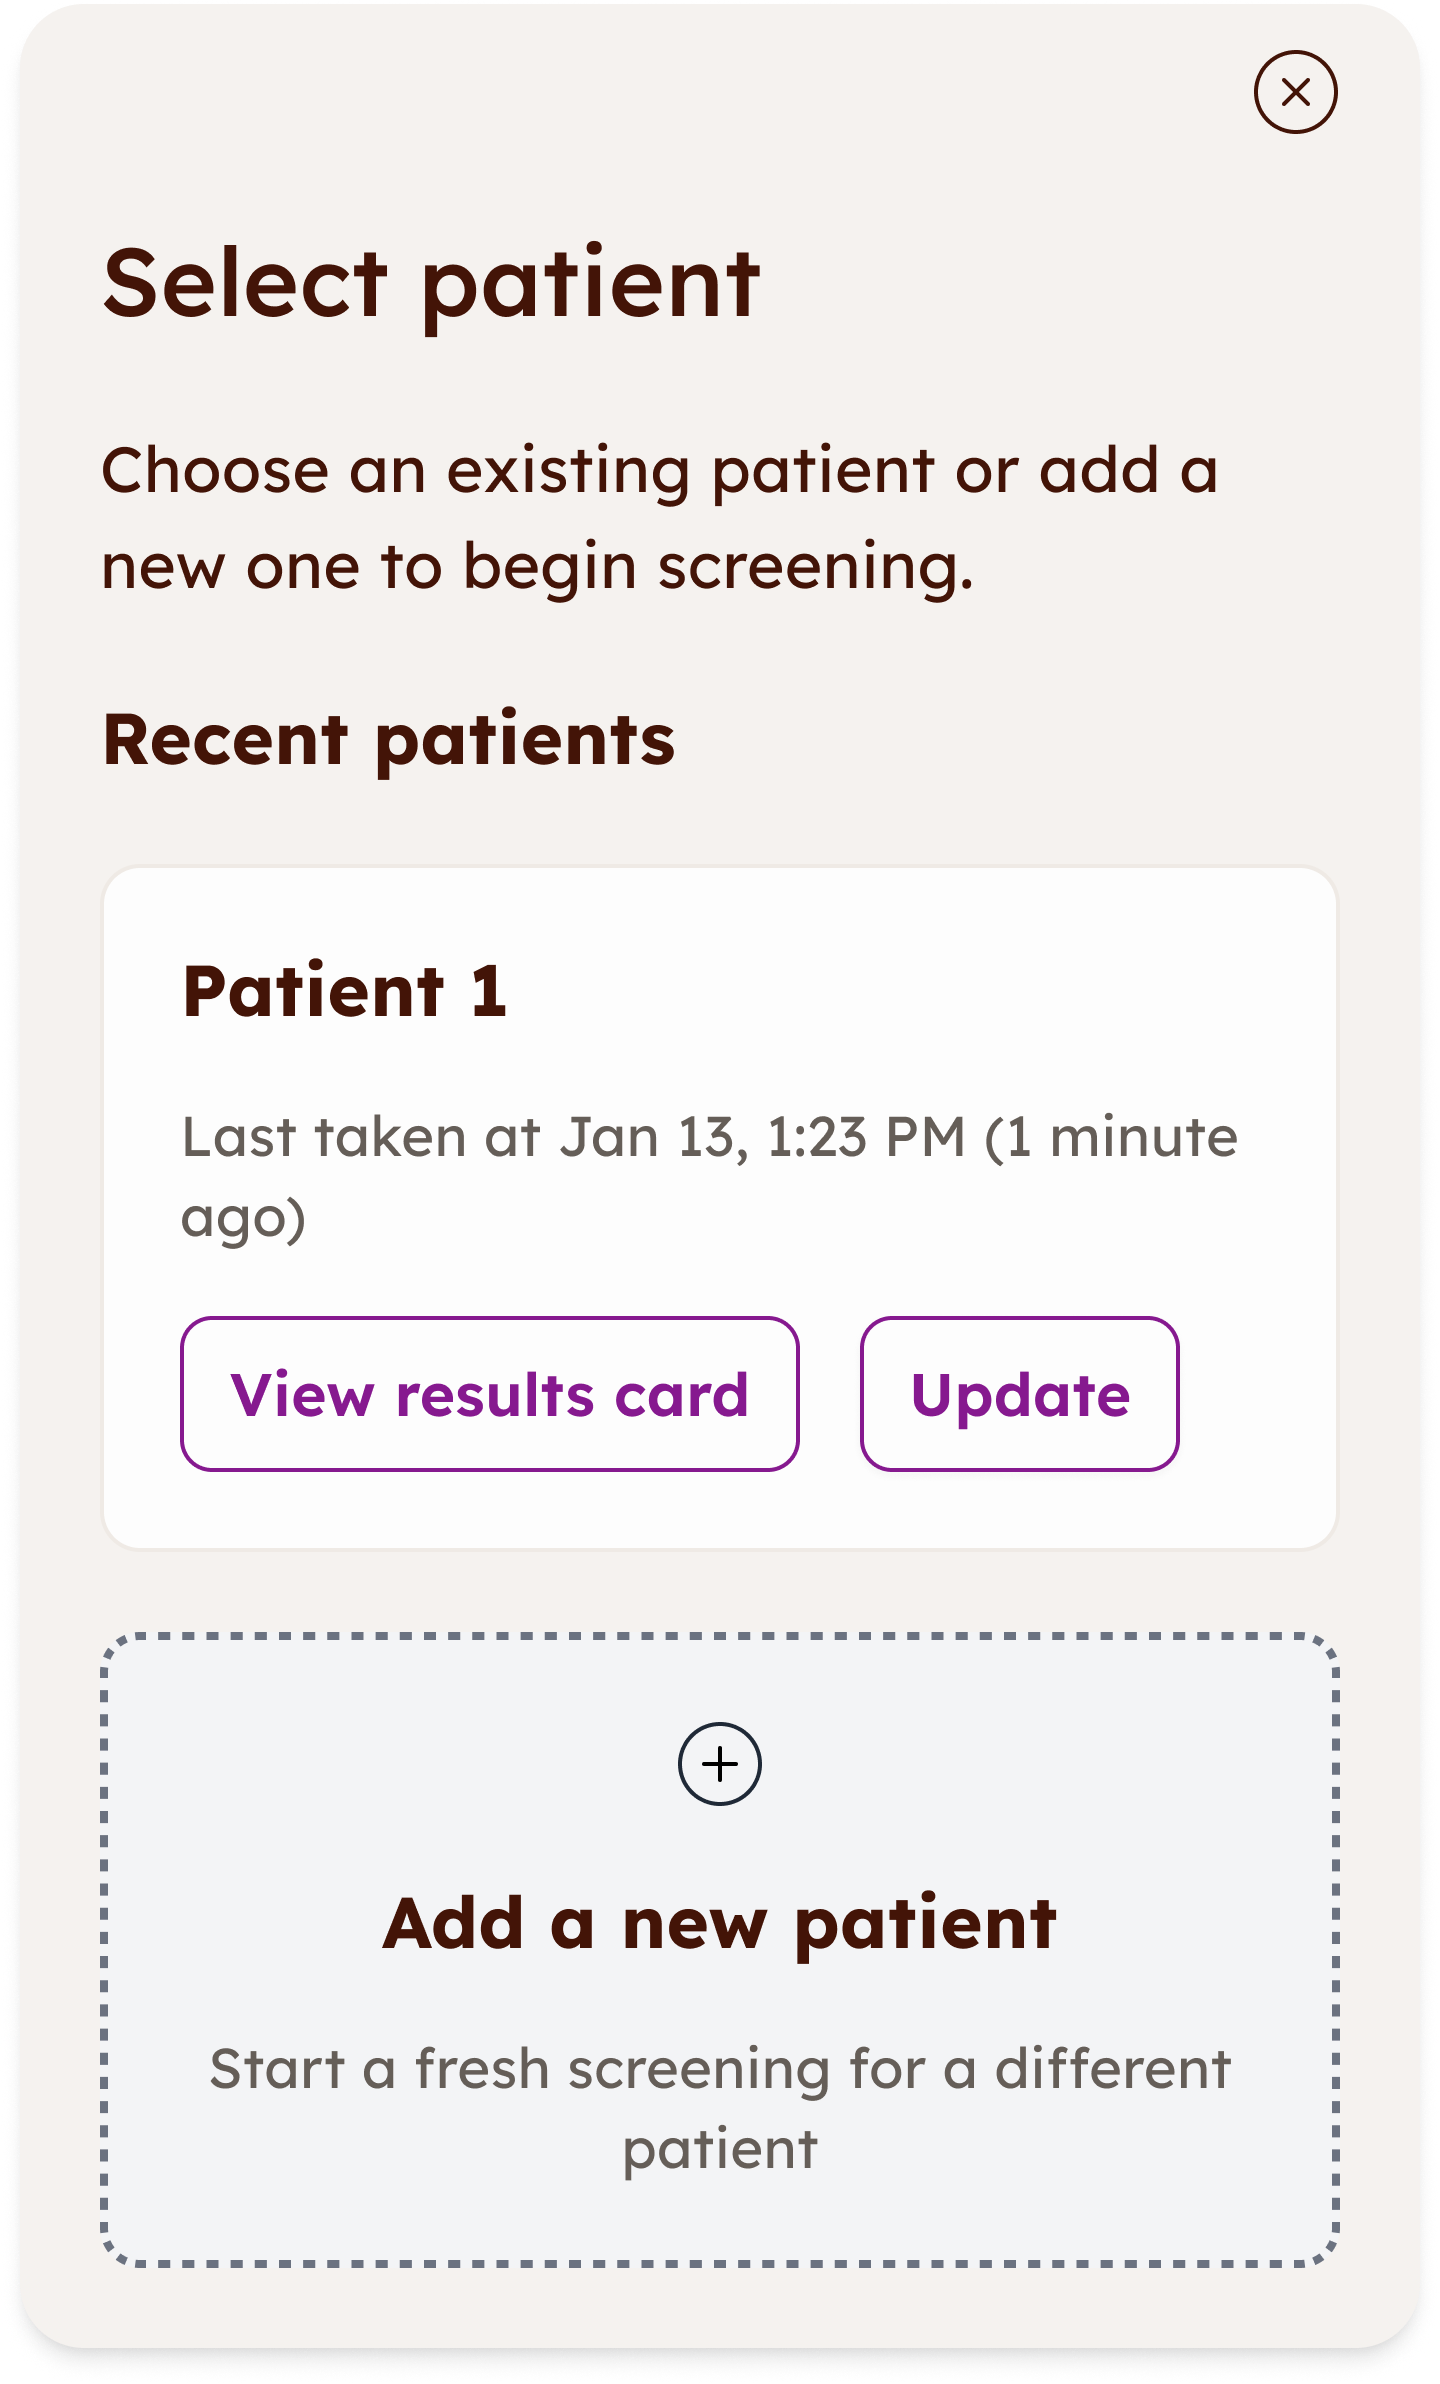 Select patient
Choose an existing patient or add a
new one to begin screening.
Recent patients
Patient 1
Last taken at Jan 13, 1:23 PM (1 minute
ago)
View results card
Update
Add a new patient
Start a fresh screening for a different
patient